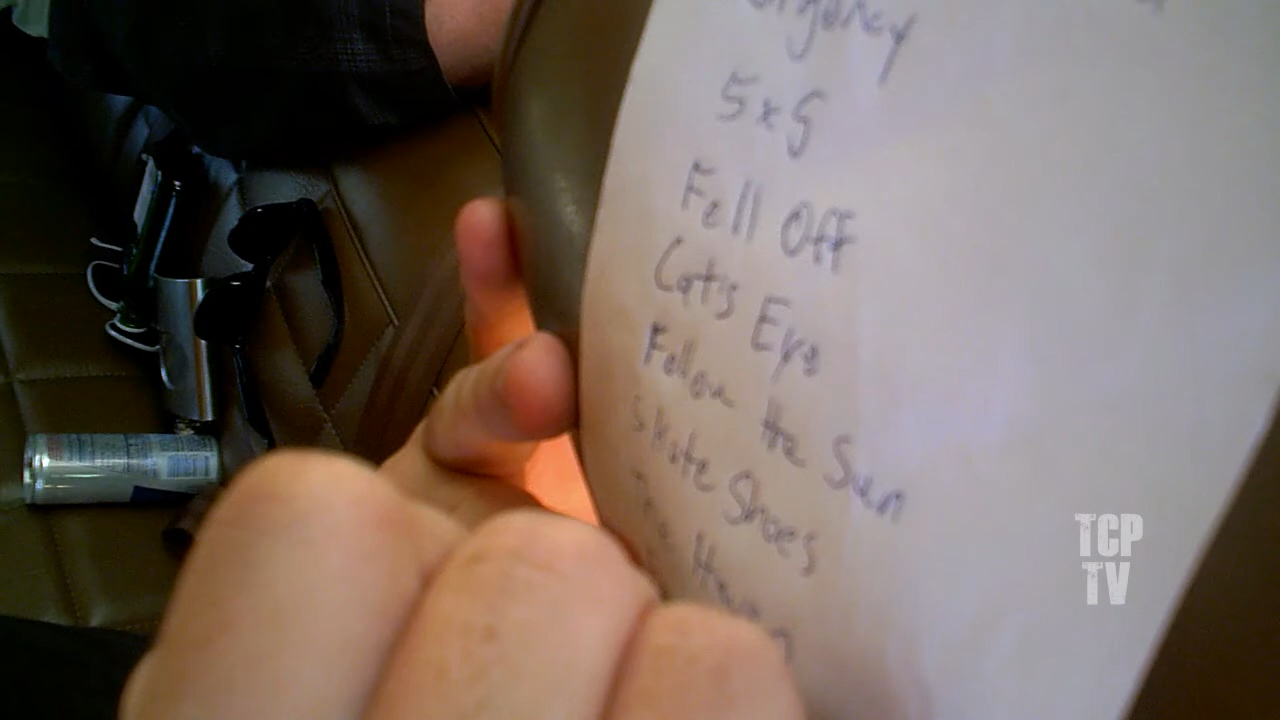 5x5
Fell Off
Cat's Eye
Follow the Sun
Skate Shoes
TCP
TV